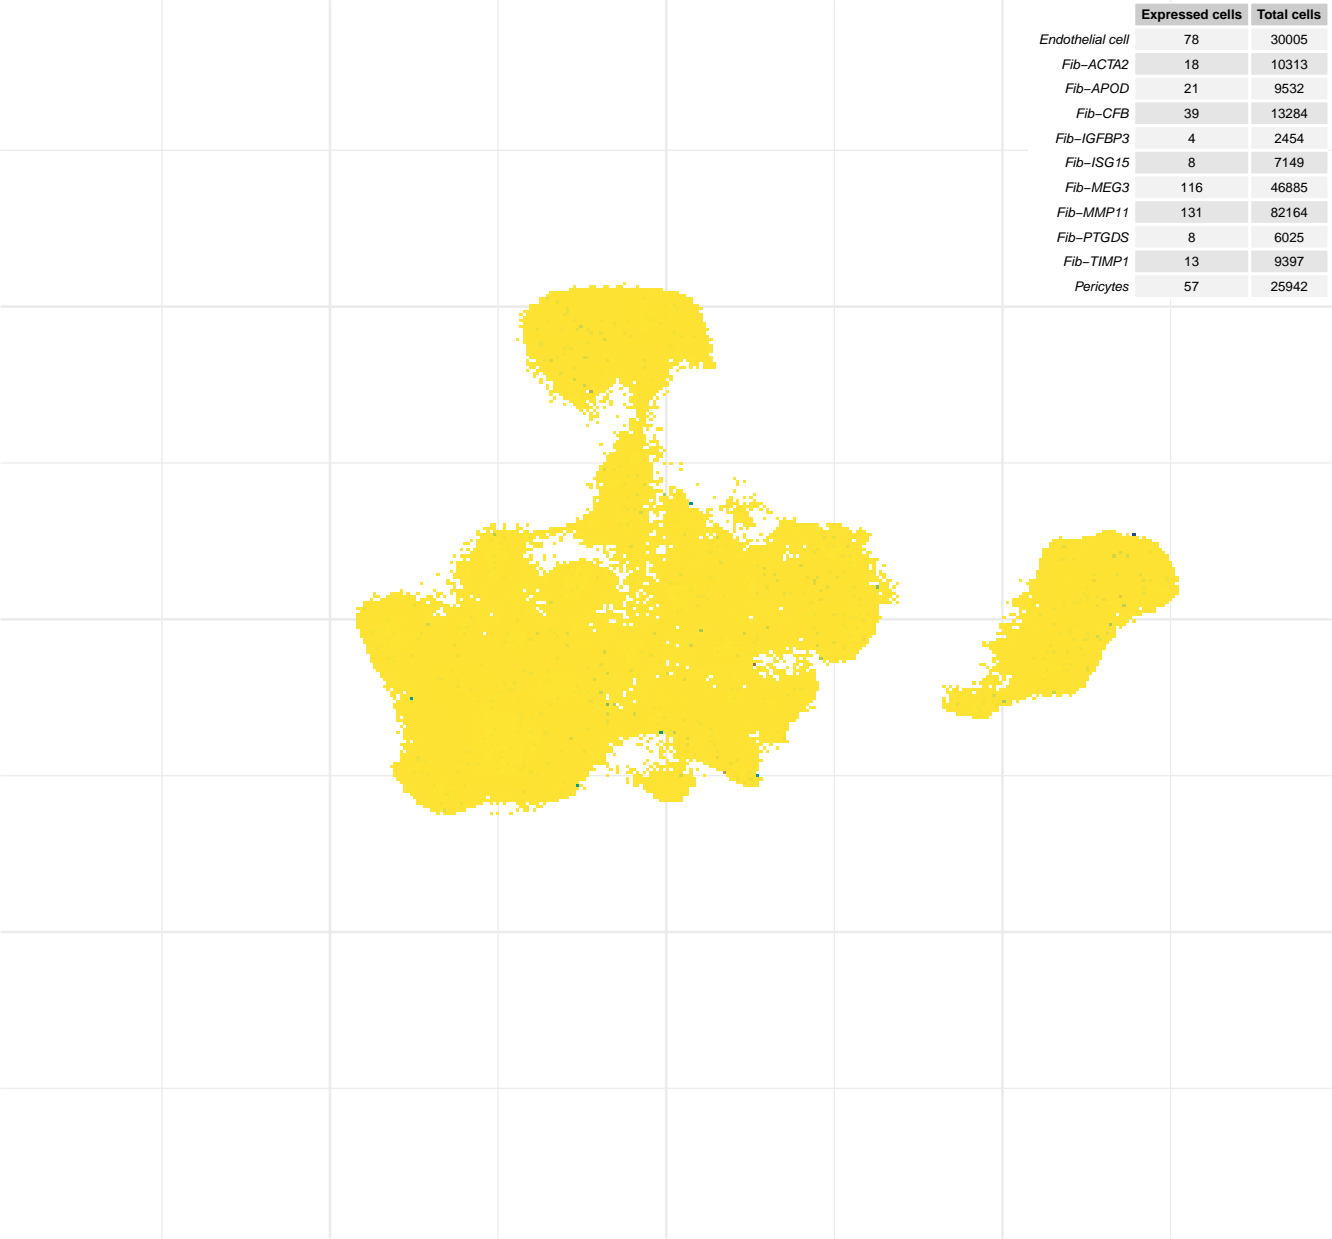 Expressed cells Total cells
Endothelial cell 78 30005
Fib−ACTA2 18 10313
Fib−APOD 21 9532
Fib−CFB 39 13284
Fib−IGFBP3 4 2454
Fib−ISG15 8 7149
Fib−MEG3 116 46885
Fib−MMP11 131 82164
Fib−PTGDS 8 6025
Fib−TIMP1 13 9397
Pericytes 57 25942